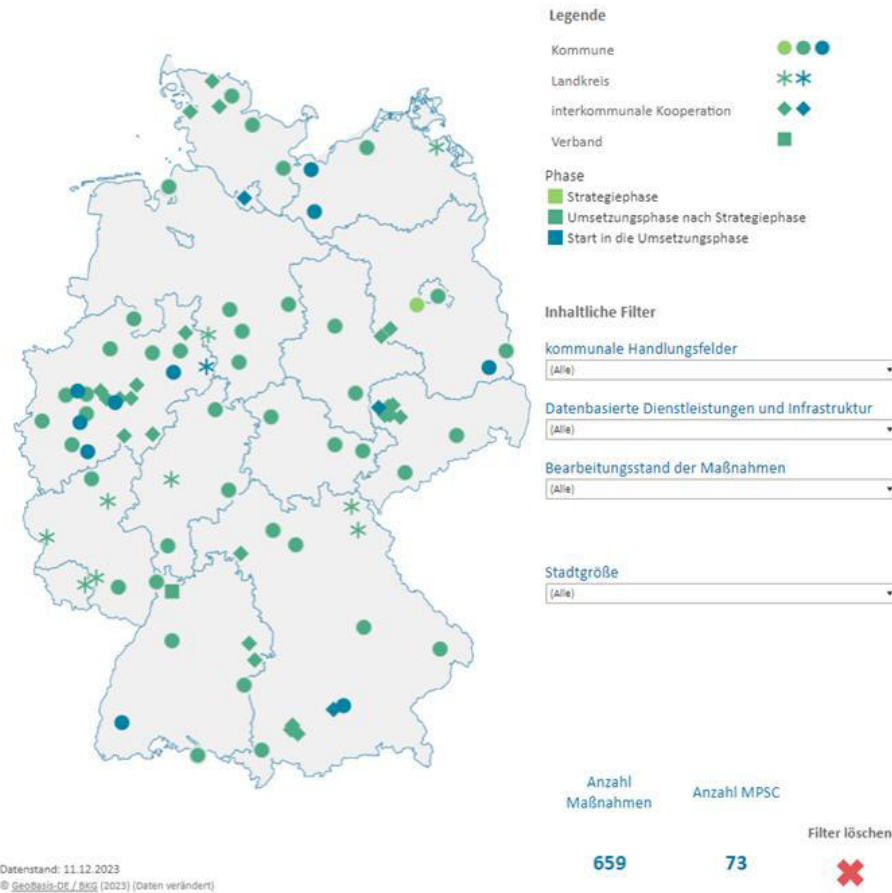 Legende
Kommune
Landkreis
interkommunale Kooperation
Verband
Phase
Strategiephase
Umsetzungsphase nach Strategiephase
Start in die Umsetzungsphase
Inhaltliche Filter
kommunale Handlungsfelder
(Alle)
Datenbasierte Dienstleistungen und Infrastruktur
(Alle)
Bearbeitungsstand der Maßnahmen
(Alle)
Stadtgröße
(Alle)
Anzahl
Maßnahmen
Anzahl MPSC
Filter löschen
659
73
Datenstand: 11.12.2023
© GeoBasis-DE / BKG (2023) (Daten verändert)